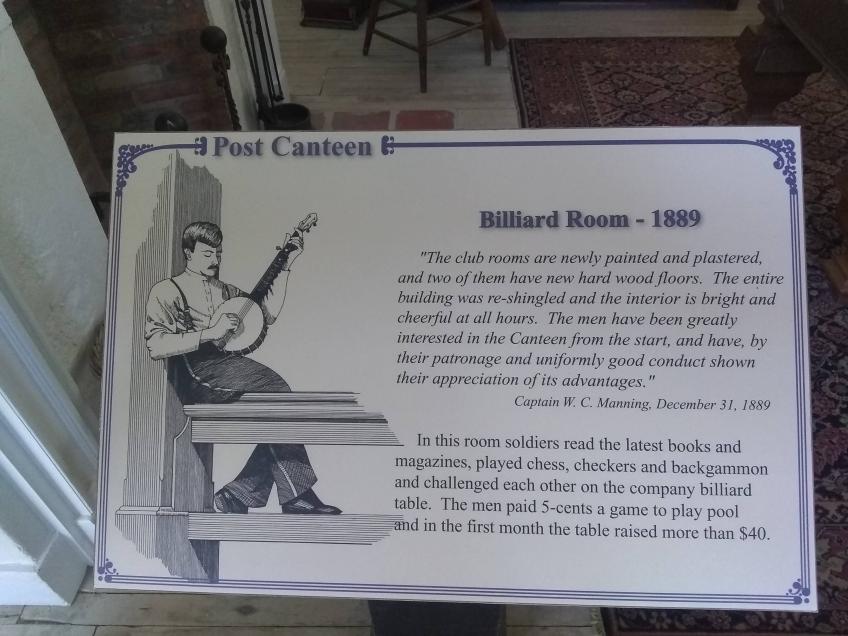 Post Canteen
Billiard Room - 1889
"The club rooms are newly painted and plastered,
and two of them have new hard wood floors. The entire
building was re-shingled and the interior is bright and
cheerful at all hours. The men have been greatly
interested in the Canteen from the start, and have, by
their patronage and uniformly good conduct shown
their appreciation of its advantages."
Captain W. C. Manning, December 31, 1889
In this room soldiers read the latest books and
magazines, played chess, checkers and backgammon
and challenged each other on the company billiard
table. The men paid 5-cents a game to play pool
and in the first month the table raised more than $40.